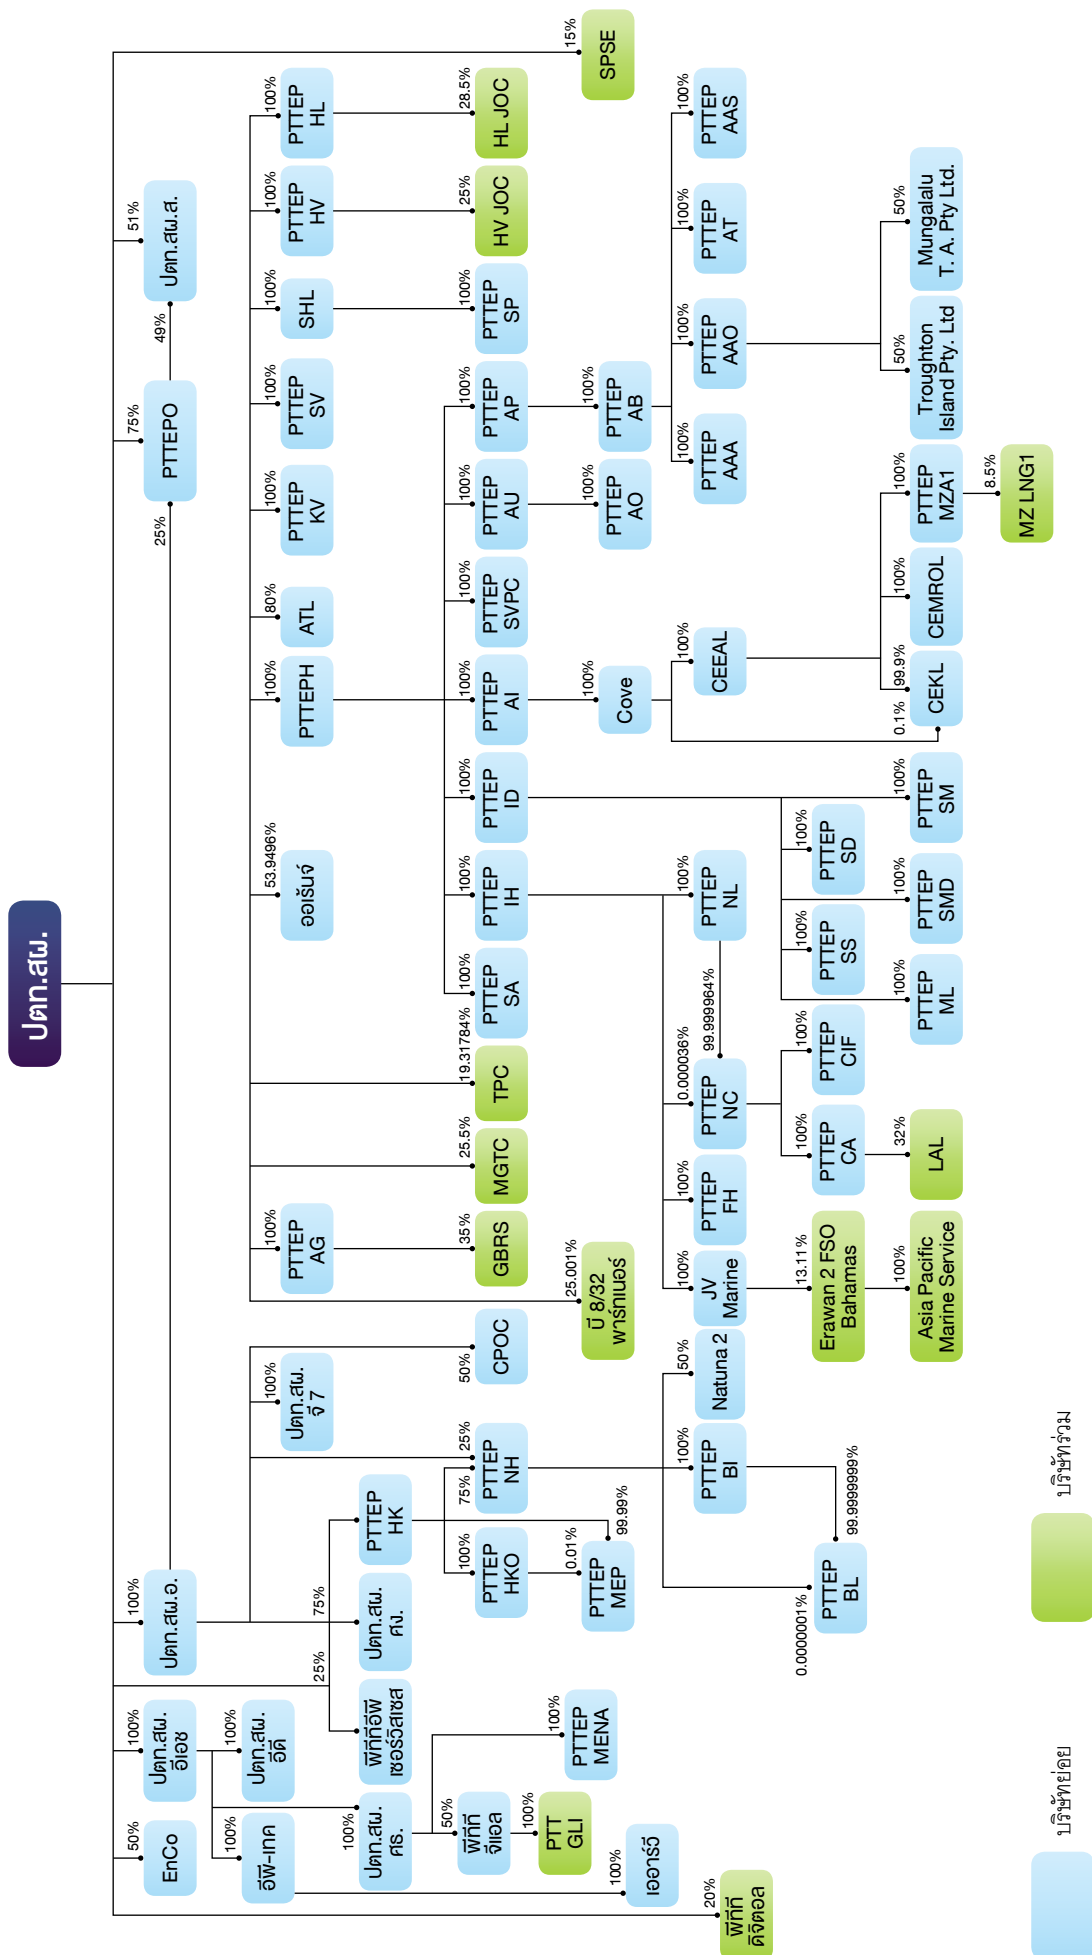 ปตท.สผ.
50%
EnCo
100%
ปตท.สผ.
อีเอช
100%
ปตท.สผ.อ.
75%
PTTEPO
51%
ปตท.สผ.ส.
49%
25%
15%
SPSE
100%
อีพี-เทค
100%
ปตท.สผ.
อีดี
100%
เออาร์วี
20%
พีทีที
ดิจิตอล
100%
ปตท.สผ.
ศธ.
50%
พีทีที
จีแอล
100%
PTT
GLI
100%
PTTEP
MENA
25%
75%
พีทีทีอีพี
เซอร์วิสเซส
ปตท.สผ.
ศง.
PTTEP
HK
100%
ปตท.สผ.
จี 7
50%
CPOC
100%
PTTEP
HKO
75%
25%
PTTEP
NH
0.01%
99.99%
PTTEP
MEP
100%
PTTEP
BI
50%
Natuna 2
0.0000001%
99.9999999%
PTTEP
BL
100%
PTTEP
AG
35%
GBRS
25.001%
บี 8/32
พาร์ทเนอร์
25.5%
MGTC
19.31784%
TPC
53.9496%
ออเร้นจ์
100%
PTTEPH
80%
ATL
100%
PTTEP
KV
100%
PTTEP
SV
100%
SHL
100%
PTTEP
HV
100%
PTTEP
HL
100%
PTTEP
SA
100%
PTTEP
IH
100%
PTTEP
ID
100%
PTTEP
AI
100%
PTTEP
SVPC
100%
PTTEP
AU
100%
PTTEP
AP
100%
PTTEP
SP
25%
HV JOC
28.5%
HL JOC
100%
Cove
100%
PTTEP
AO
100%
PTTEP
AB
100%
JV
Marine
100%
PTTEP
FH
0.000036%
99.999964%
PTTEP
NC
100%
PTTEP
NL
100%
CEEAL
100%
PTTEP
AAA
100%
PTTEP
AAO
100%
PTTEP
AT
100%
PTTEP
AAS
13.11%
Erawan 2 FSO
Bahamas
100%
Asia Pacific
Marine Service
100%
PTTEP
CA
100%
PTTEP
CIF
32%
LAL
100%
PTTEP
SS
100%
PTTEP
SD
100%
PTTEP
ML
100%
PTTEP
SMD
100%
PTTEP
SM
0.1%
99.9%
CEKL
100%
CEMROL
100%
PTTEP
MZA1
8.5%
MZ LNG1
50%
Troughton
Island Pty. Ltd
50%
Mungalalu
T. A. Pty Ltd.
บริษัทย่อย
บริษัทร่วม